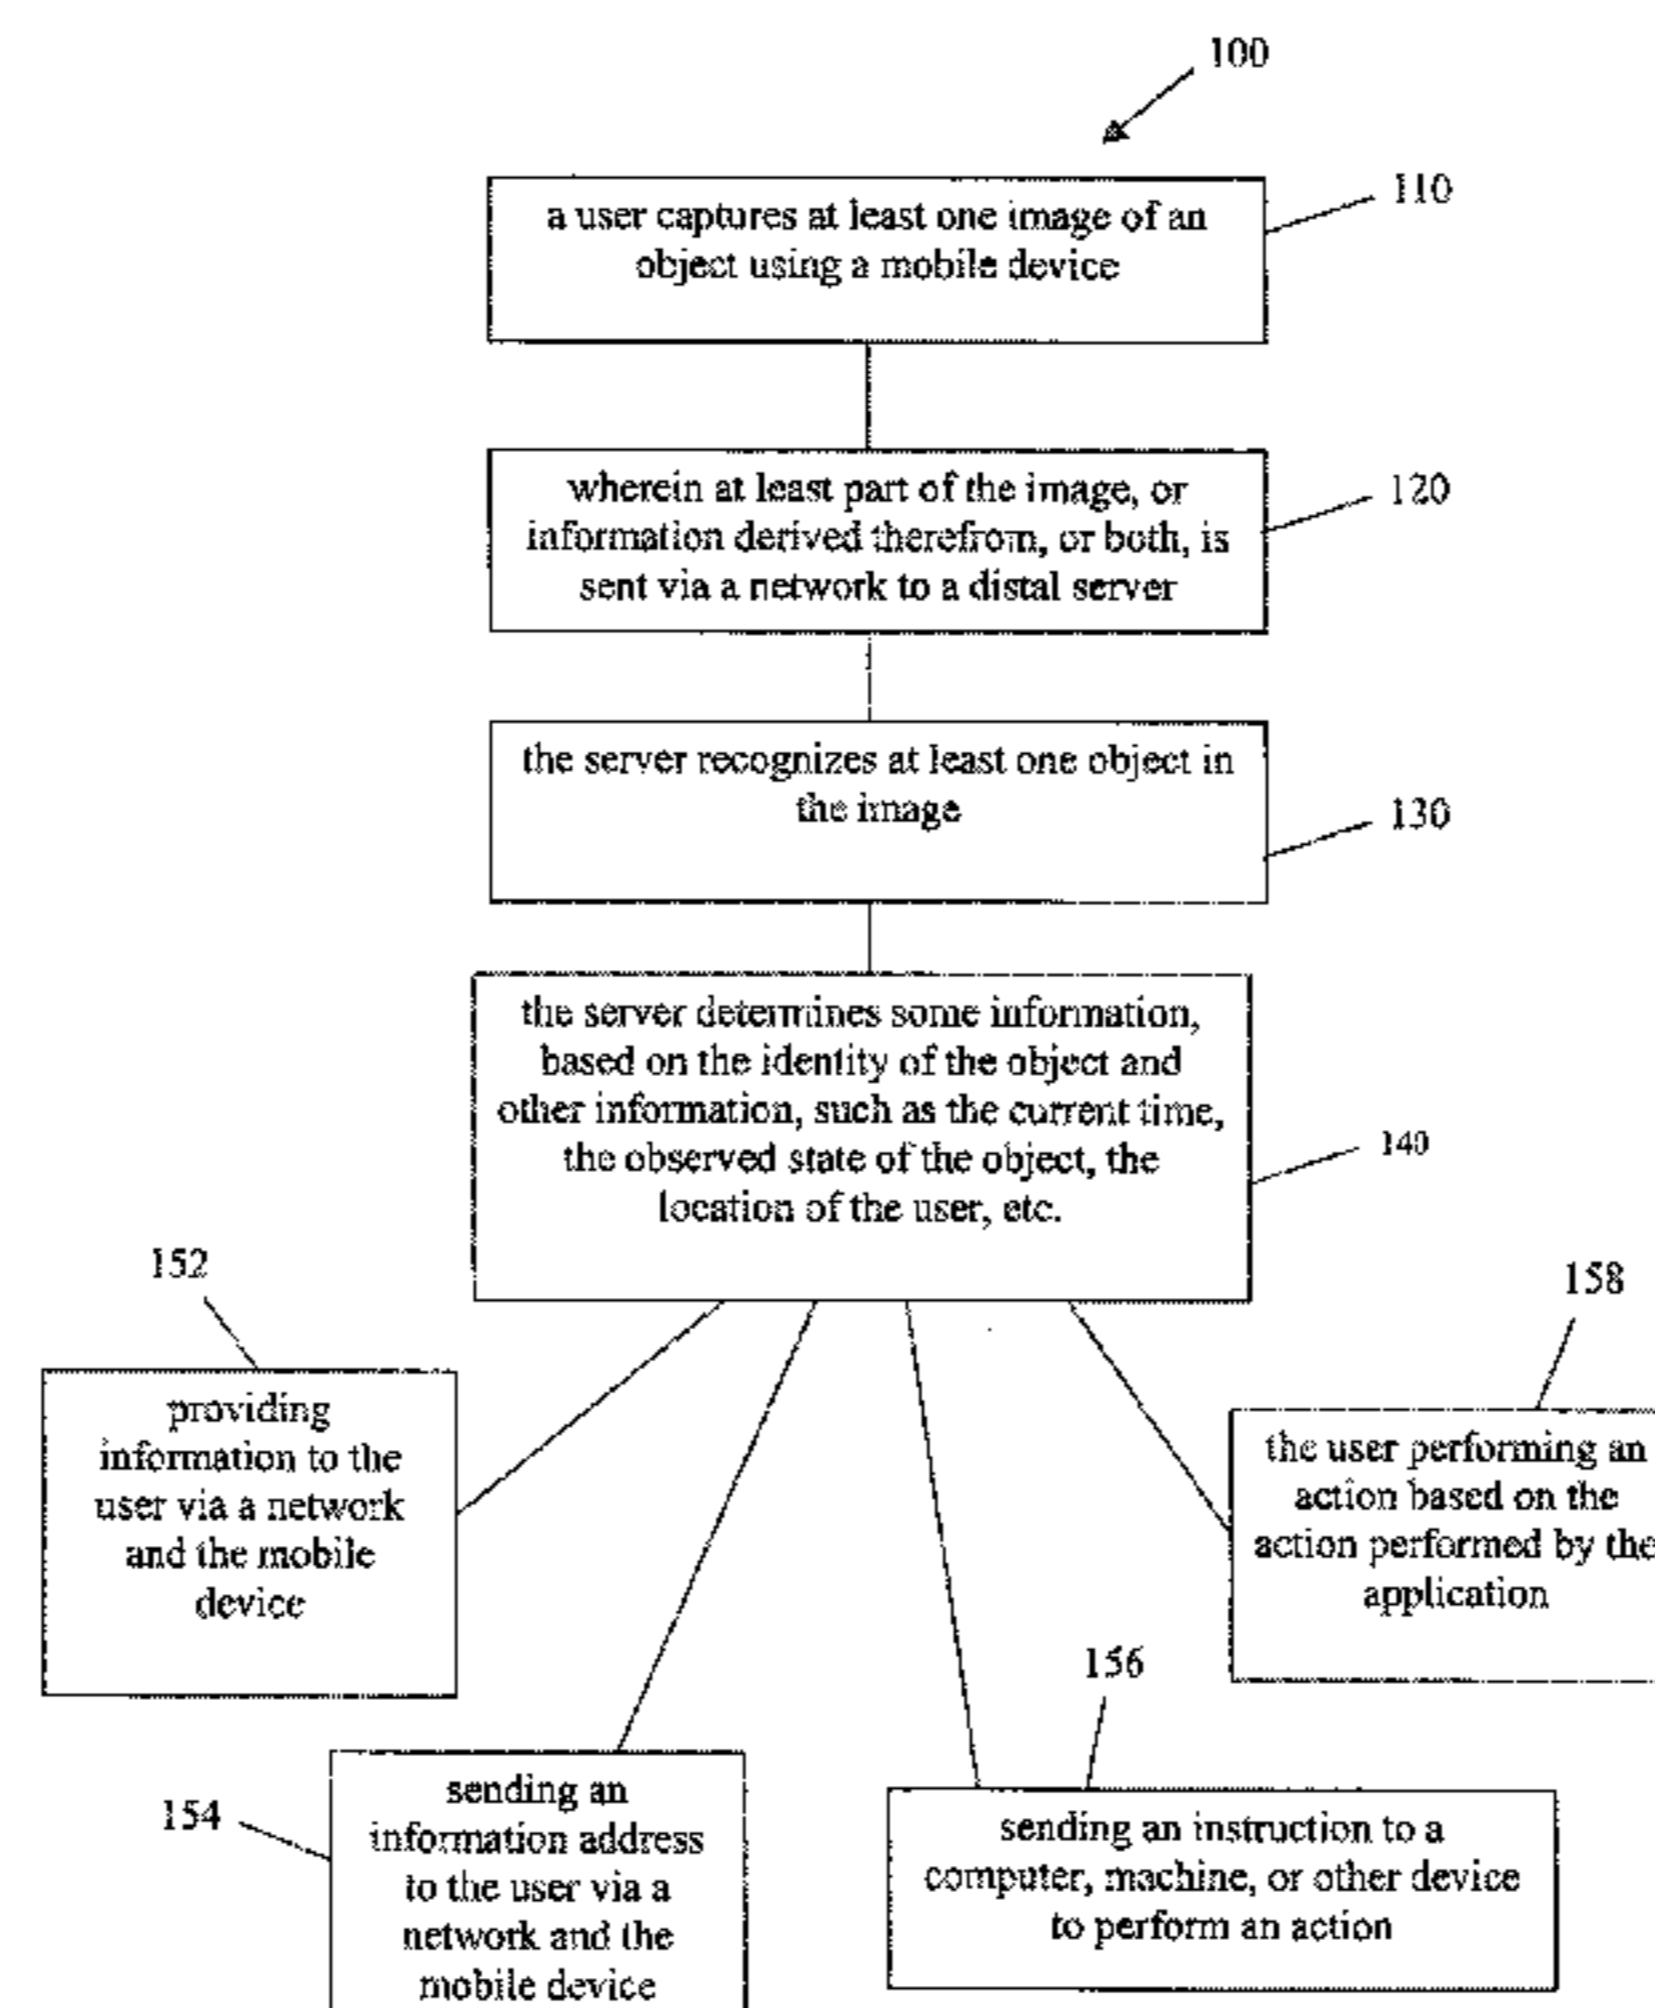 100
110
a user captures at least one image of an
object using a mobile device
120
wherein at least part of the image, or
information derived therefrom, or both, is
sent via a network to a distal server
the server recognizes at least one object in
the image
130
the server determines some information,
based on the identity of the object and
other information, such as the current time,
the observed state of the object, the
location of the user, etc.
140
152
providing
information to the
user via a network
and the mobile
device
158
the user performing an
action based on the
action performed by the
application
154
sending an
information address
to the user via a
network and the
mobile device
156
sending an instruction to a
computer, machine, or other device
to perform an action